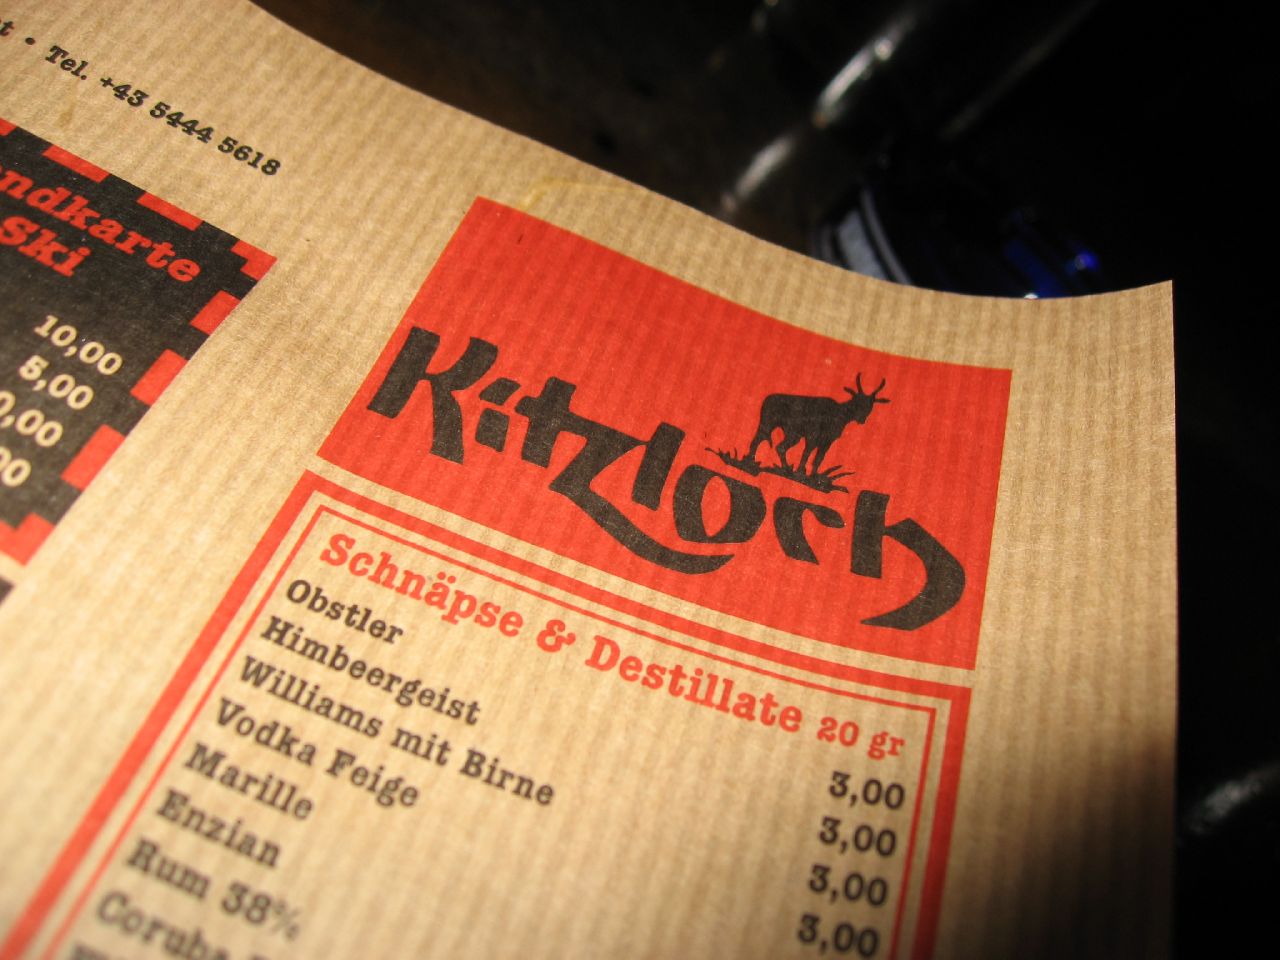 Tel. +43 5444 5618
Ski
10,00
5,00
Kitzloch
Schnäpse & Destillate 20 gr
Obstler 3,00
Himbeergeist 3,00
Williams mit Birne 3,00
Vodka Feige 3,00
Marille
Enzian
Rum 38%
Coruba